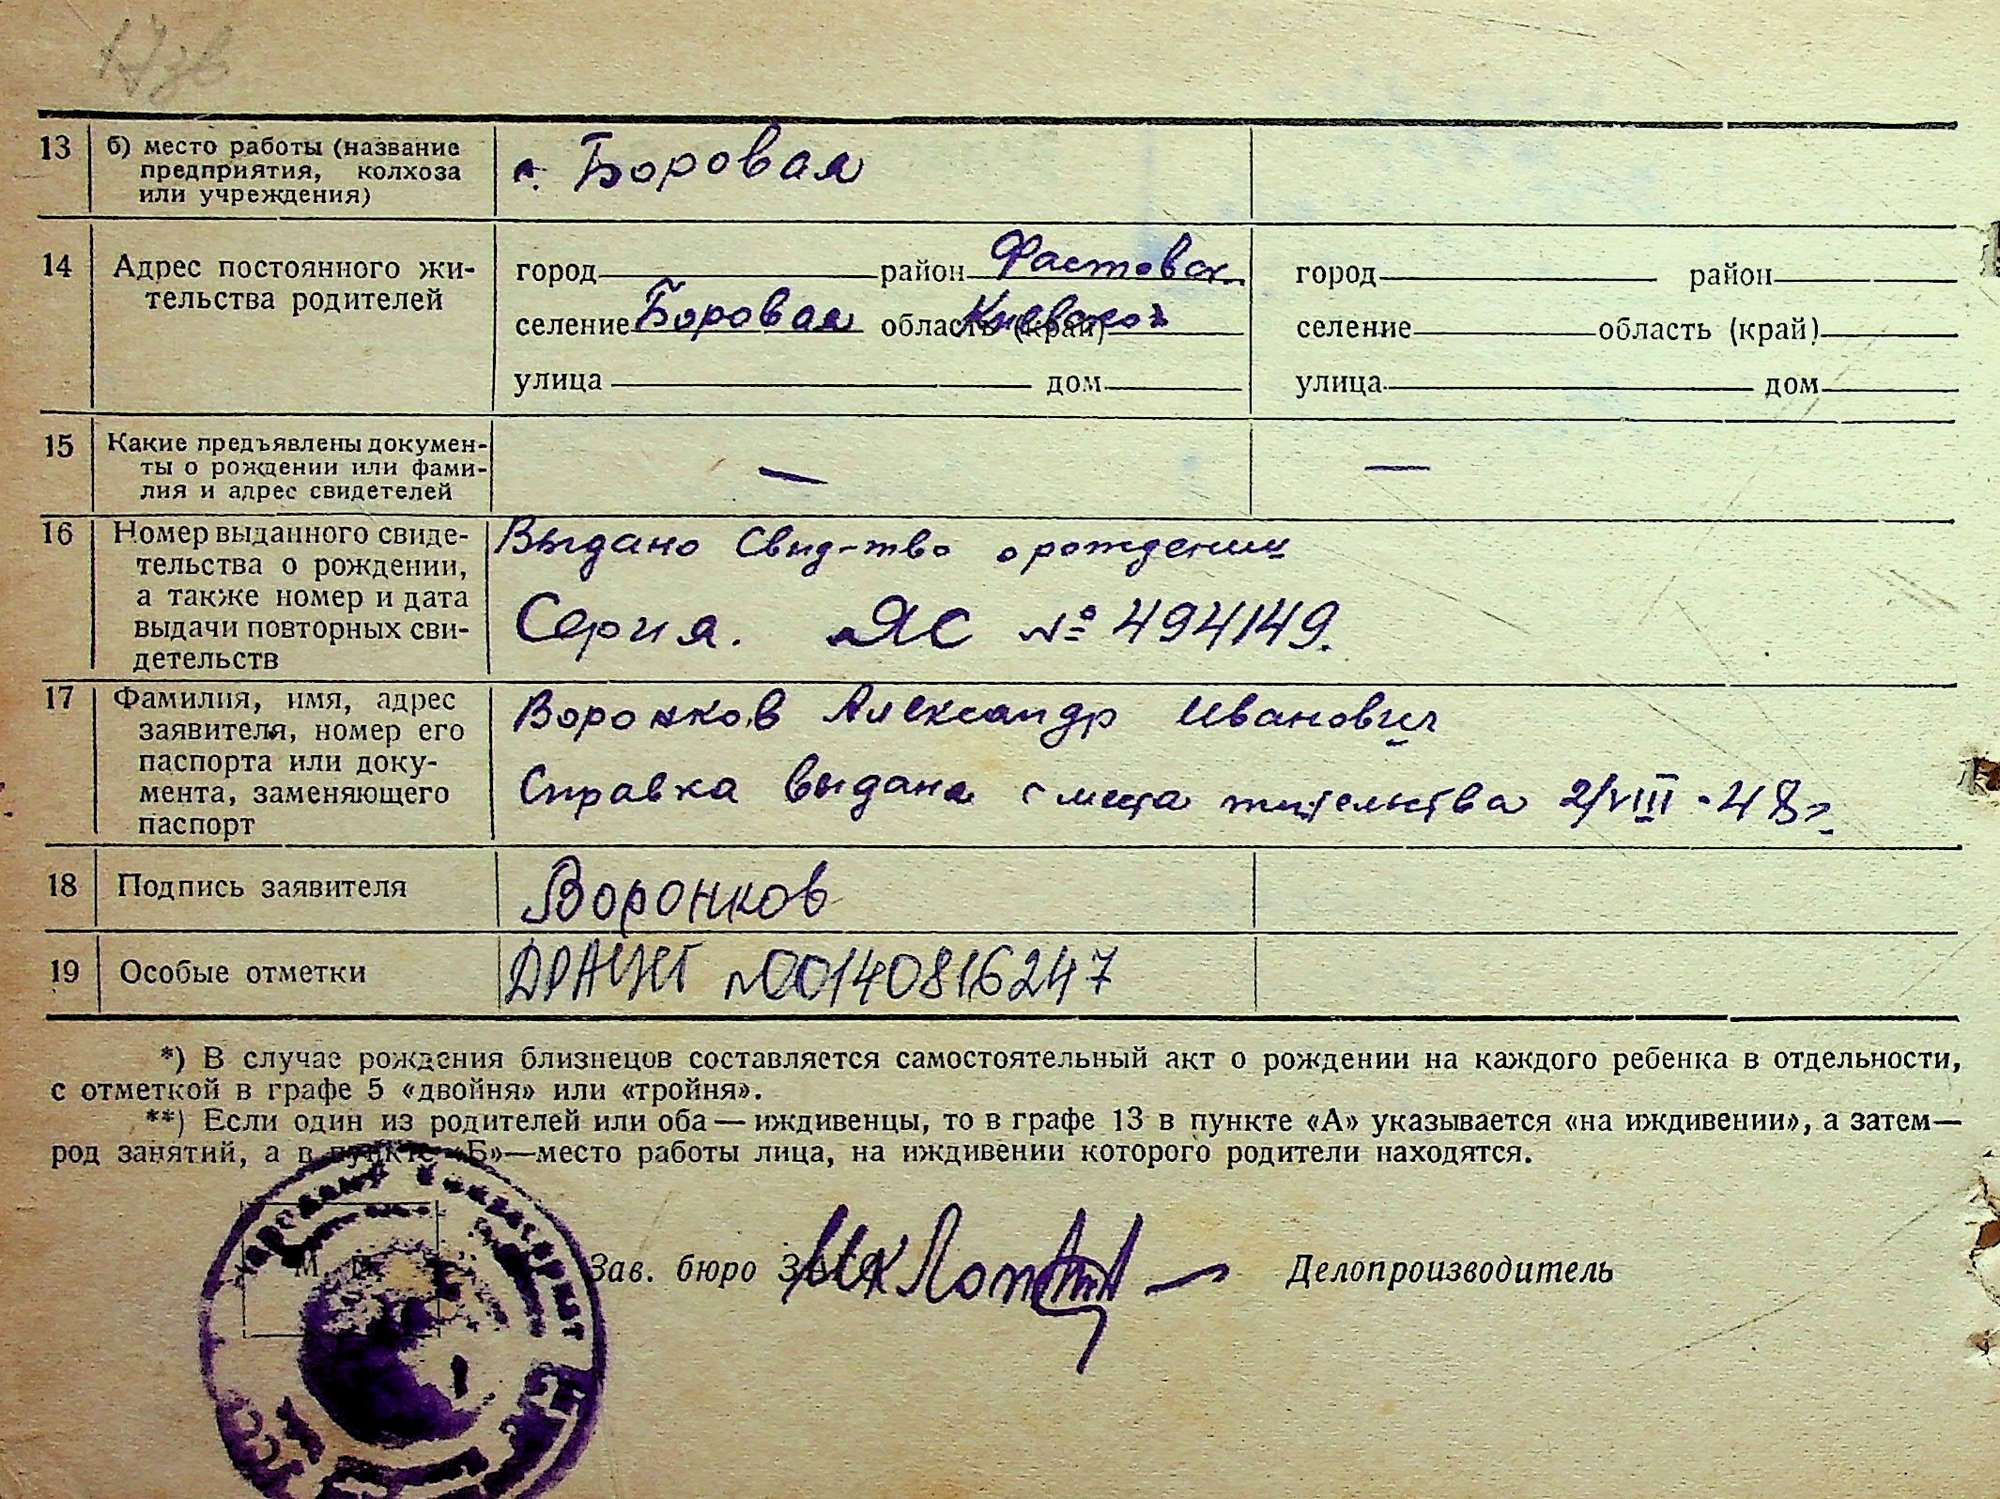 13 б) место работы (название
предприятия, колхоза
или учреждения)
Боровая
14 Адрес постоянного жи-
тельства родителей
город район Фастовск.
селение Боровая область (край) Киевской
улица дом
город район
селение область (край)
улица дом
15 Какие предъявлены докумен-
ты о рождении или фами-
лия и адрес свидетелей
—
—
16 Номер выданного свиде-
тельства о рождении,
а также номер и дата
выдачи повторных сви-
детельств
Выдано Свид-тво о рождении
Серия. ЯС № 494149.
17 Фамилия, имя, адрес
заявителя, номер его
паспорта или доку-
мента, заменяющего
паспорт
Воронков Александр Иванович
Справка выдана с места жительства 2/VIII-48г.
18 Подпись заявителя
Воронков
19 Особые отметки
ДРАЦСГ №00140816247
*) В случае рождения близнецов составляется самостоятельный акт о рождении на каждого ребенка в отдельности,
с отметкой в графе 5 «двойня» или «тройня».
**) Если один из родителей или оба — иждивенцы, то в графе 13 в пункте «А» указывается «на иждивении», а затем—
род занятий, а в пункте «Б»—место работы лица, на иждивении которого родители находятся.
М.
Зав. бюро ЗАГС
Делопроизводитель